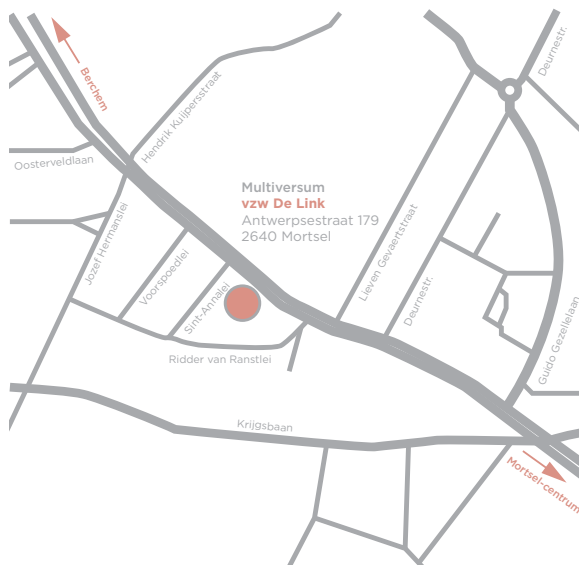 Deurnestr.
Berchem
Hendrik Kuijpersstraat
Oosterveldlaan
Multiversum
vzw De Link
Antwerpsestraat 179
2640 Mortsel
Jozef Hermanslei
Voorspoedlei
Sint-Annalei
Lieven Gevaertstraat
Deurnestr.
Guido Gezellelaan
Ridder van Ranstlei
Krijgsbaan
Mortsel-centrum